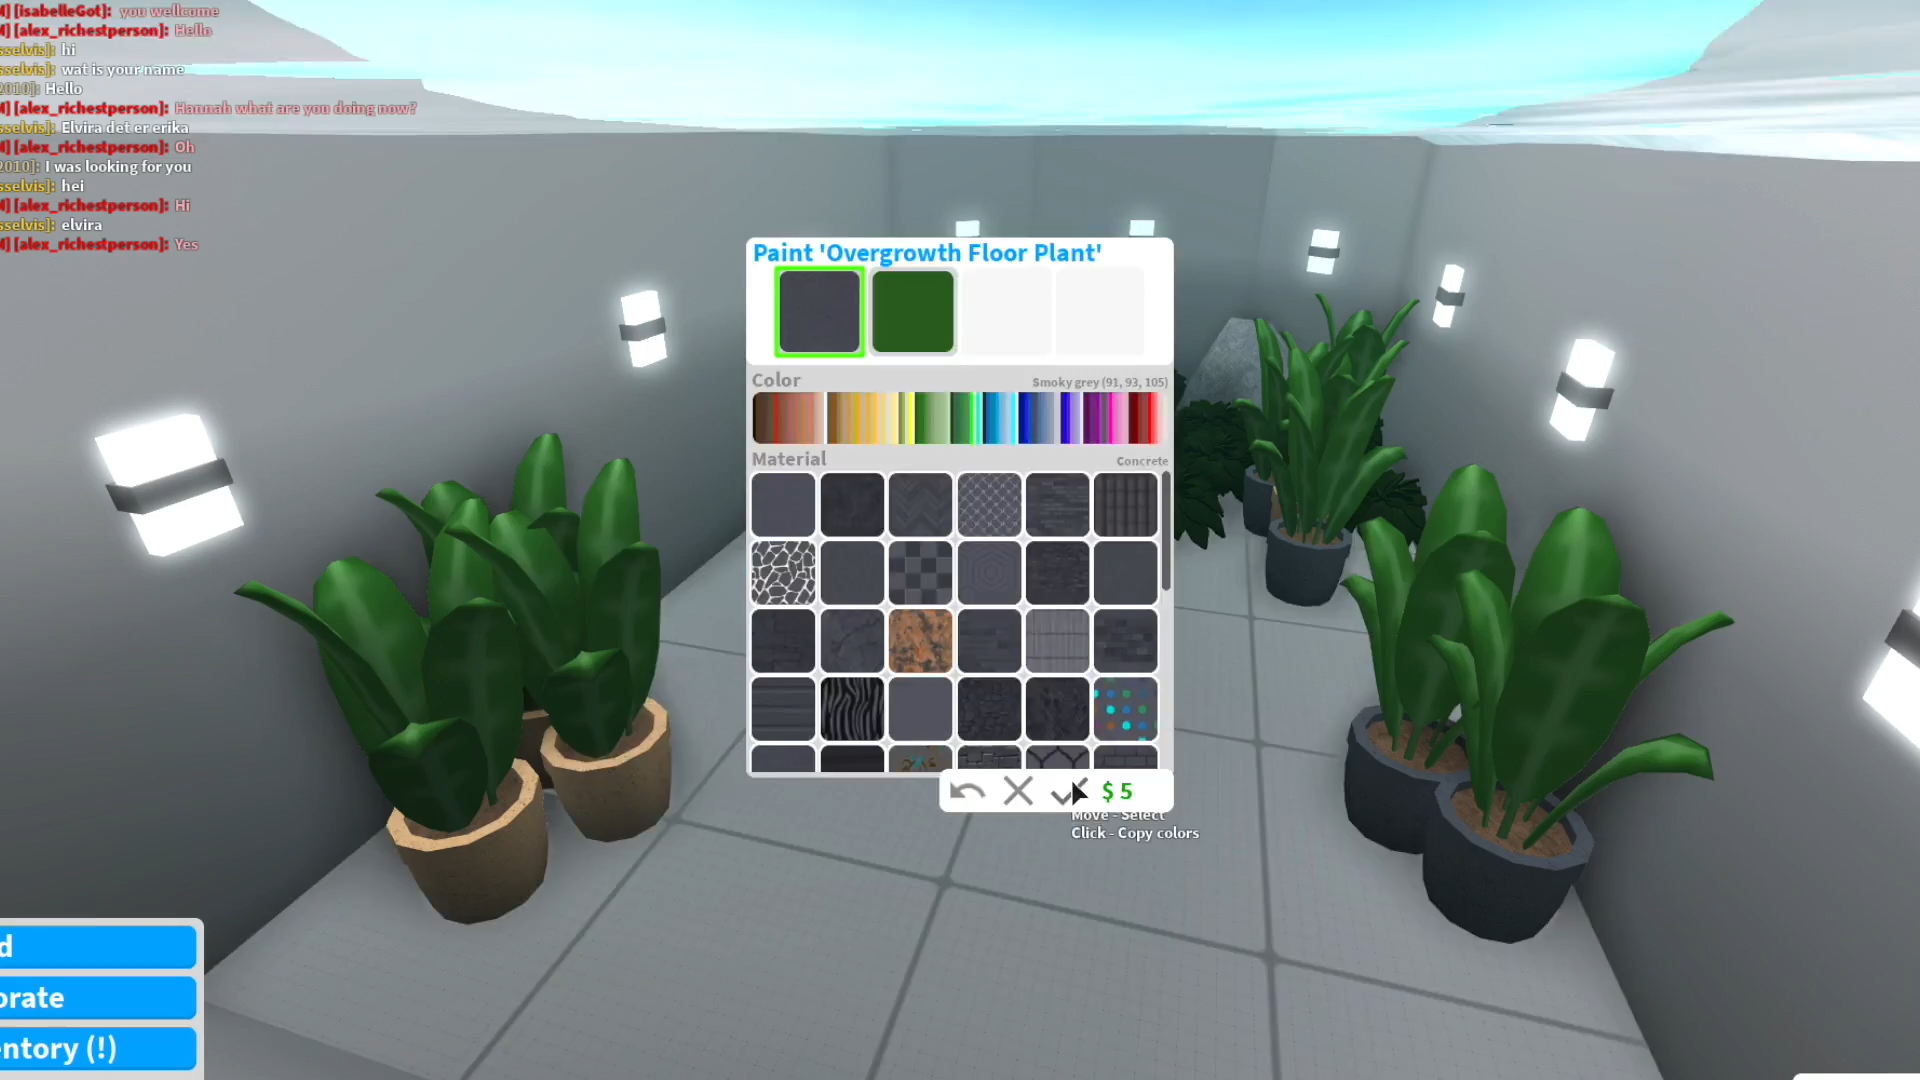 [isabelleGot]: you wellcome
[alex_richestperson]: Hello
sselvis]: hi
sselvis]: wat is your name
2010]: Hello
[alex_richestperson]: Hannah what are you doing now?
sselvis]: Elvira det er erika
[alex_richestperson]: Oh
2010]: I was looking for you
sselvis]: hei
[alex_richestperson]: Hi
sselvis]: elvira
[alex_richestperson]: Yes
Paint 'Overgrowth Floor Plant'
Color
Smoky grey (91, 93, 105)
Material
Concrete
$ 5
Move - Select
Click - Copy colors
d
orate
entory (!)